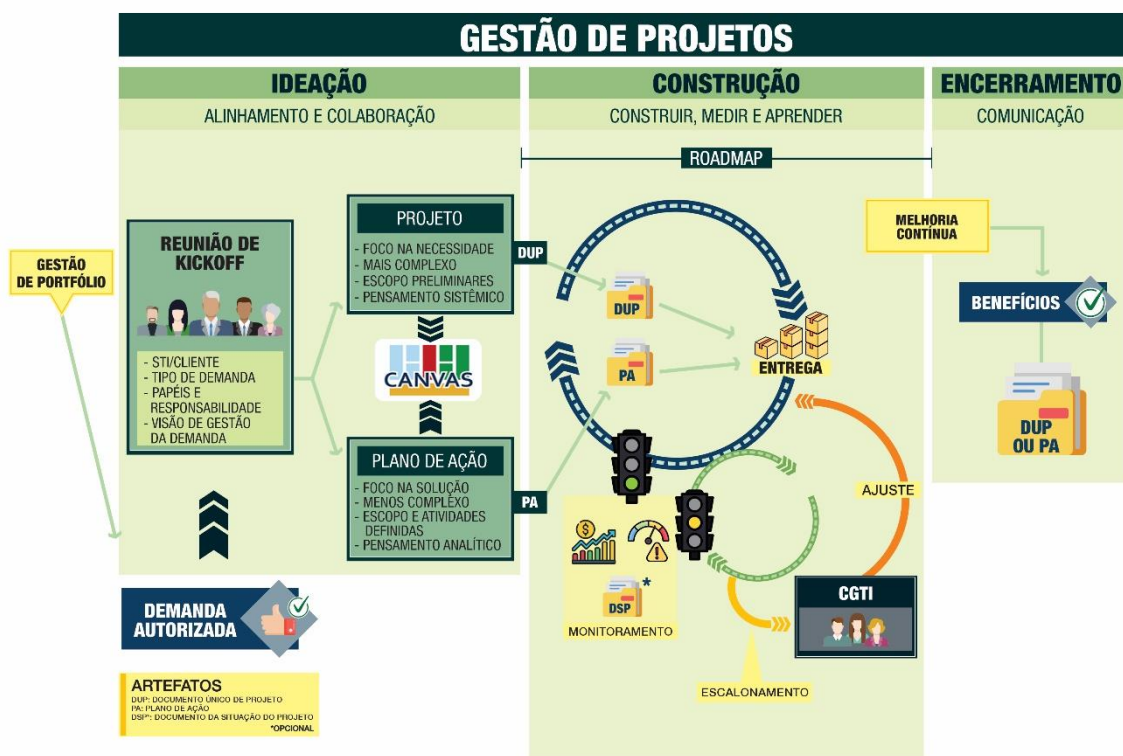 GESTÃO DE PROJETOS
IDEAÇÃO
ALINHAMENTO E COLABORAÇÃO
CONSTRUÇÃO
CONSTRUIR, MEDIR E APRENDER
ENCERRAMENTO
COMUNICAÇÃO
ROADMAP
GESTÃO
DE PORTFÓLIO
REUNIÃO DE
KICKOFF
- STI/CLIENTE
- TIPO DE DEMANDA
- PAPÉIS E
RESPONSABILIDADE
- VISÃO DE GESTÃO
DA DEMANDA
PROJETO
- FOCO NA NECESSIDADE
- MAIS COMPLEXO
- ESCOPO PRELIMINARES
- PENSAMENTO SISTÊMICO
DUP
CANVAS
PLANO DE AÇÃO
- FOCO NA SOLUÇÃO
- MENOS COMPLEXO
- ESCOPO E ATIVIDADES
DEFINIDAS
- PENSAMENTO ANALÍTICO
PA
DUP
PA
ENTREGA
DSP
*
MONITORAMENTO
AJUSTE
CGTI
ESCALONAMENTO
MELHORIA
CONTÍNUA
BENEFÍCIOS
DUP
OU PA
DEMANDA
AUTORIZADA
ARTEFATOS
DUP: DOCUMENTO ÚNICO DE PROJETO
PA: PLANO DE AÇÃO
DSP*: DOCUMENTO DA SITUAÇÃO DO PROJETO
*OPCIONAL